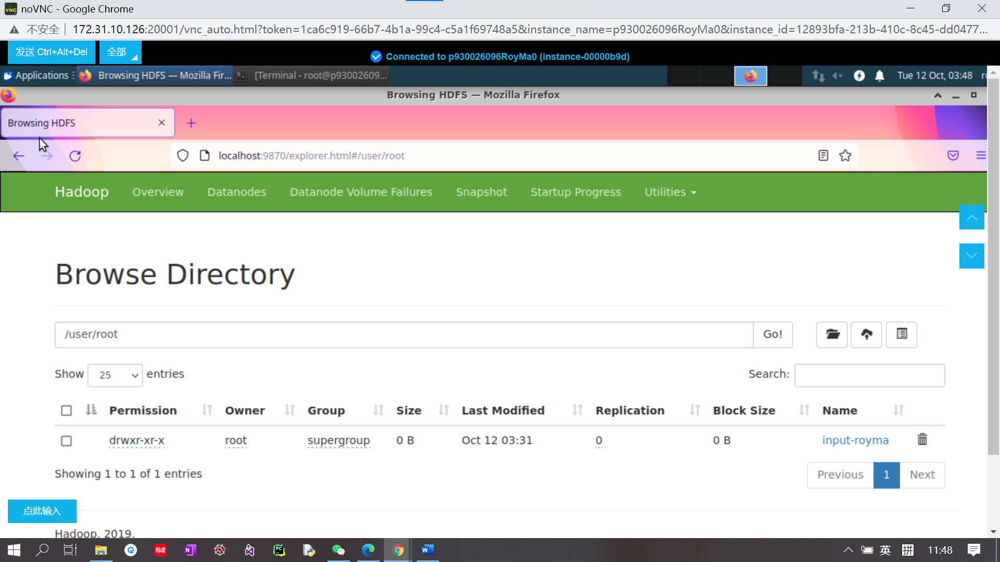 noVNC - Google Chrome
不安全 172.31.10.126:20001/vnc_auto.html?token=1ca6c919-66b7-4b1a-99c4-c5a1f69748a5&instance_name=p930026096RoyMa0&instance_id=12893bfa-213b-410c-8c45-dd0477...
发送 Ctrl+Alt+Del 全部
Connected to p930026096RoyMa0 (instance-00000b9d)
Applications Browsing HDFS — Mozilla Fir... [Terminal - root@p93002609... Tue 12 Oct, 03:48
Browsing HDFS — Mozilla Firefox
Browsing HDFS
localhost:9870/explorer.html#/user/root
Hadoop Overview Datanodes Datanode Volume Failures Snapshot Startup Progress Utilities
Browse Directory
/user/root Go!
Show 25 entries Search:
Permission Owner Group Size Last Modified Replication Block Size Name
drwxr-xr-x root supergroup 0 B Oct 12 03:31 0 0 B input-royma
Showing 1 to 1 of 1 entries Previous 1 Next
点此输入
Hadoop, 2019.
英 拼 11:48